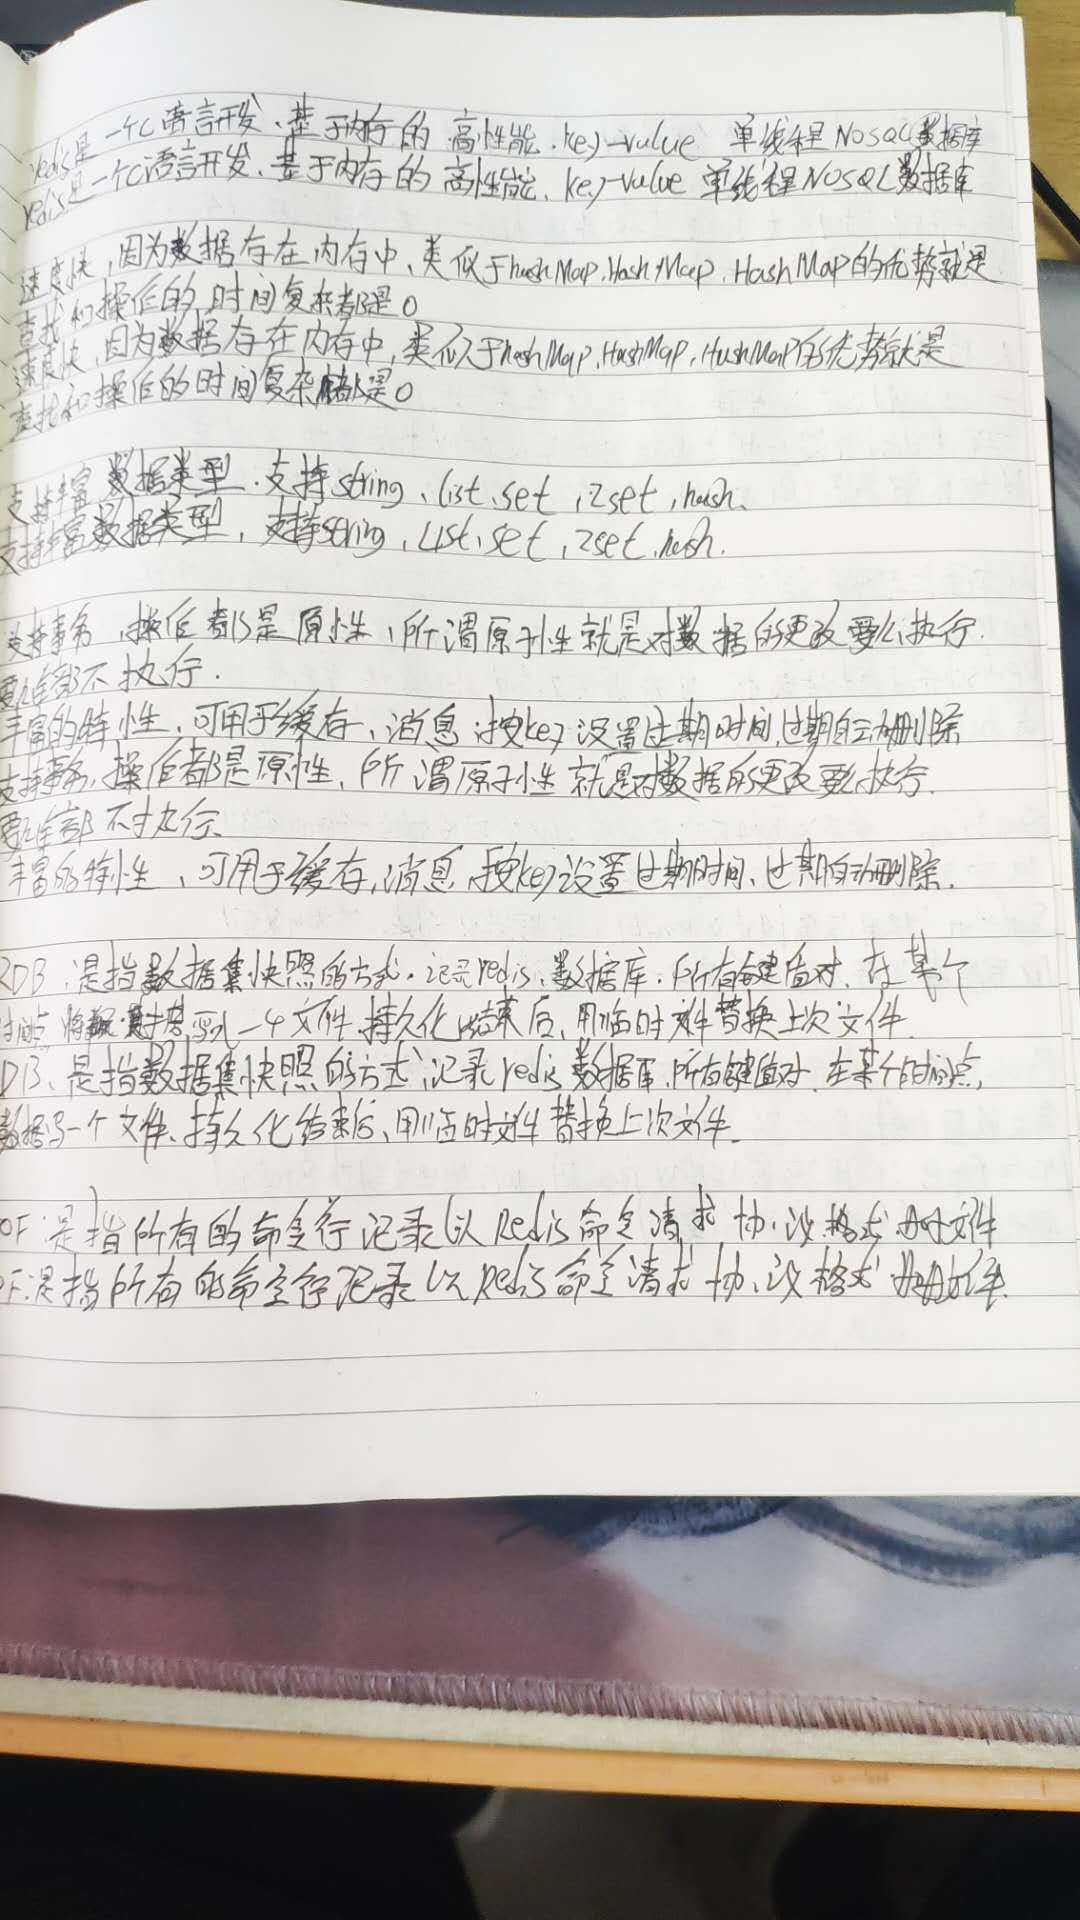 redis是一个C语言开发、基于内存的 高性能.key-value 单线程NoSQL数据库
redis是一个C语言开发、基于内存的 高性能、key-value 单线程NOSQL数据库
速度快,因为数据存在内存中、类似于hashMap,HashMap,HashMap的优势就是
查找和操作的时间复杂都是O
速度快,因为数据存在内存中,类似于hashMap,HashMap,HashMap的优势就是
查找和操作的时间复杂都是O
支持丰富数据类型.支持string、list、set,zset,hash、
支持丰富数据类型,支持string,List、set,zset.hash.
支持事务,操作都是原性,所谓原子性就是对数据的更改要么执行.
要么全部不执行.
丰富的特性,可用于缓存,消息,按key设置过期时间,过期自动删除
支持事务,操作都是原性,所谓原子性就是对数据的更改要么执行.
要么全部不执行、
丰富的特性、可用于缓存,消息,按key设置过期时间、过期自动删除.
RDB,是指数据集快照的方式.记录redis、数据库.所有键值对,在某个
时间点 将数据 一个文件,持久化结束后,用临时文件替换上次文件
DB、是指数据集快照的方式,记录redis数据库,所有键值对.在某个时间点,
数据写一个文件、持久化结束后、用临时文件替换上次文件.
OF:是指所有的命令行记录以Redis命令请求协、议格式 文件
F:是指所有的命令行记录以Redis命令请求协、议格式